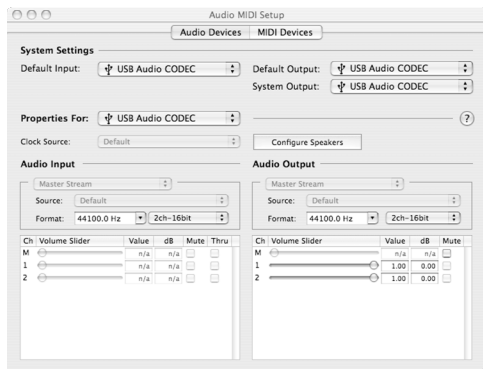 Audio MIDI Setup
Audio Devices MIDI Devices
System Settings
Default Input: USB Audio CODEC Default Output: USB Audio CODEC
System Output: USB Audio CODEC
Properties For: USB Audio CODEC ?
Clock Source: Default Configure Speakers
Audio Input Audio Output
Master Stream Master Stream
Source: Default Source: Default
Format: 44100.0 Hz 2ch-16bit Format: 44100.0 Hz 2ch-16bit
Ch Volume Slider Value dB Mute Thru Ch Volume Slider Value dB Mute
M n/a n/a M n/a n/a
1 n/a n/a 1 1.00 0.00
2 n/a n/a 2 1.00 0.00